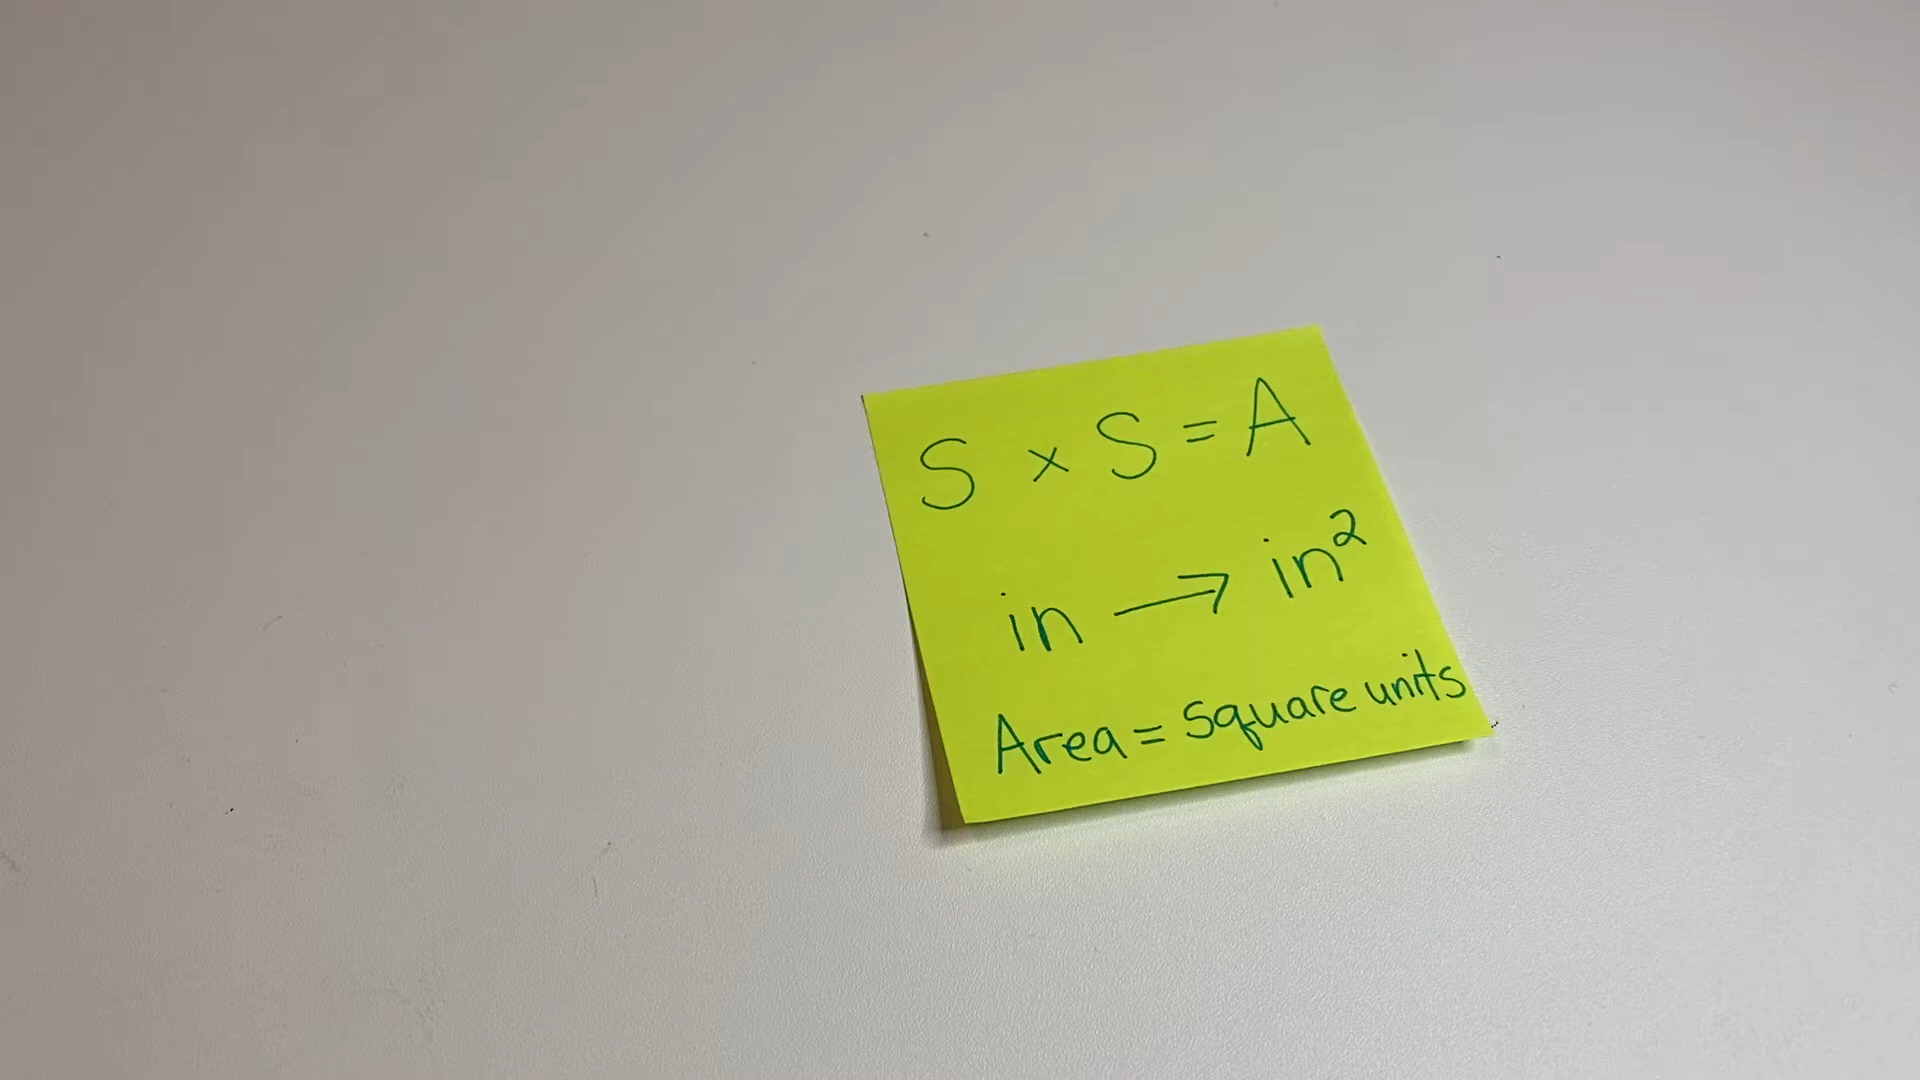 S × S = A
in → in²
Area = Square units